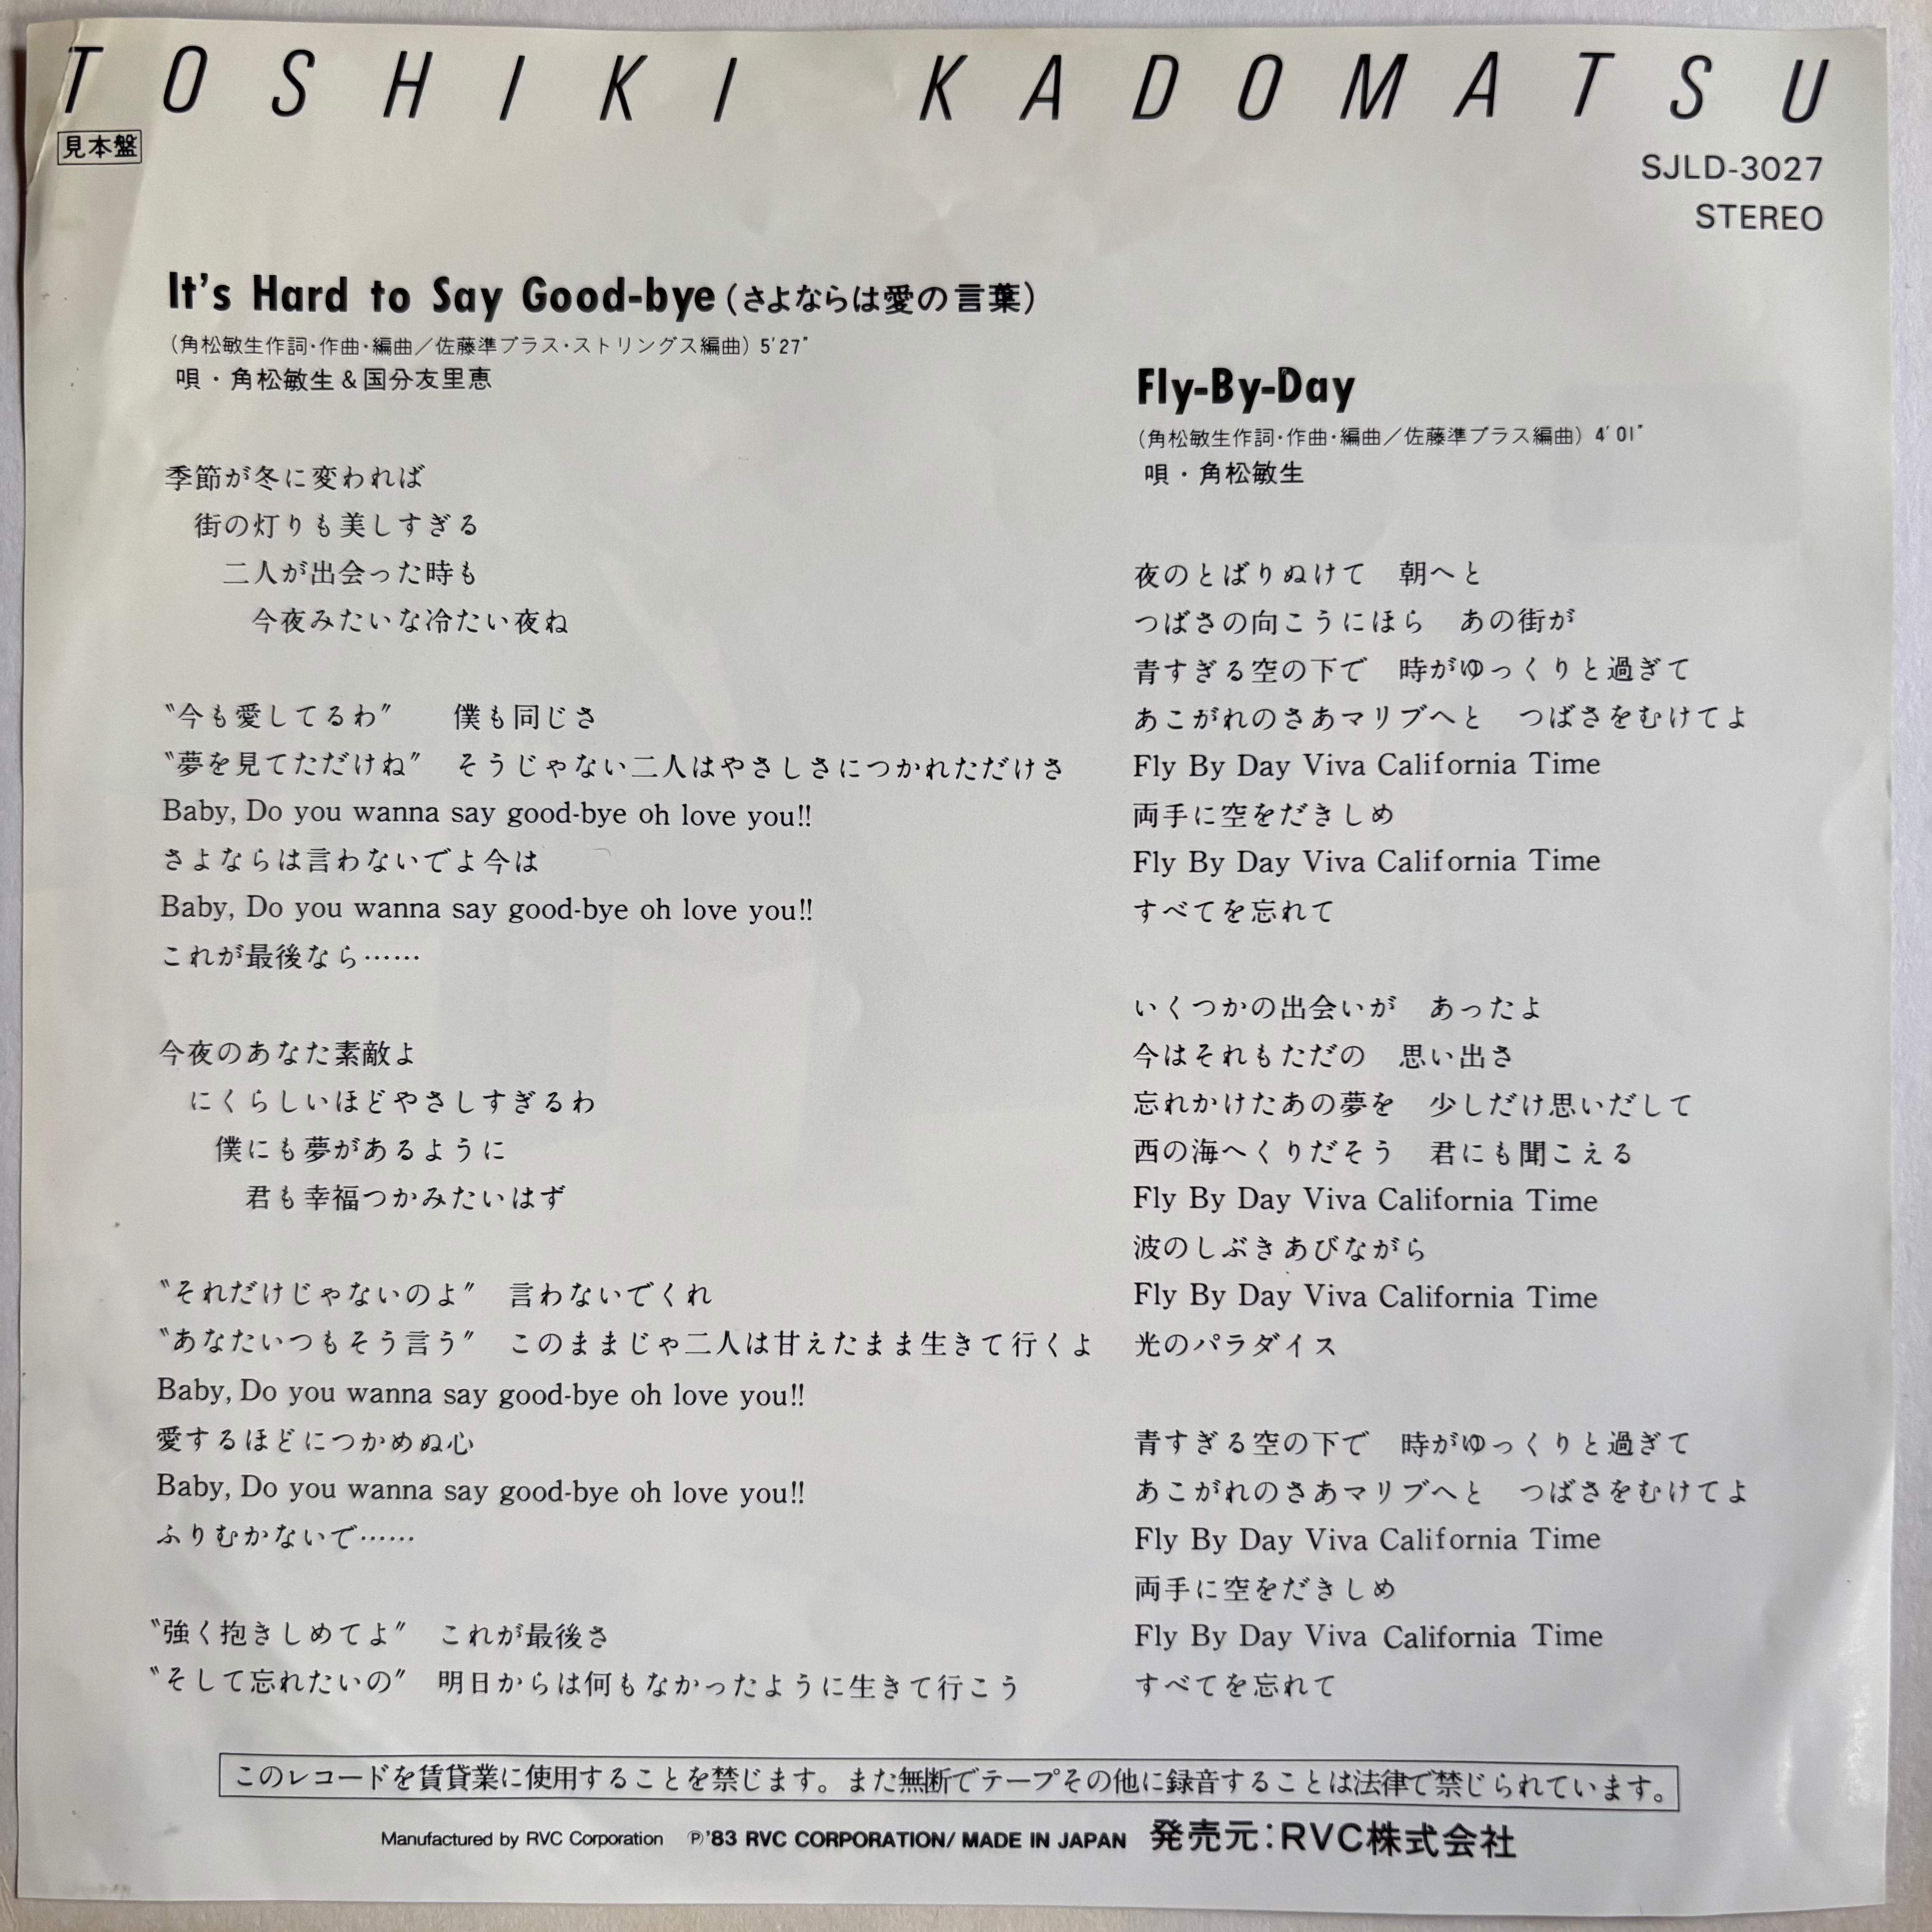 TOSHIKI KADOMATSU
見本盤
SJLD-3027
STEREO
It's Hard to Say Good-bye(さよならは愛の言葉)
(角松敏生作詞・作曲・編曲／佐藤準ブラス・ストリングス編曲) 5'27"
唄・角松敏生＆国分友里恵
季節が冬に変われば
街の灯りも美しすぎる
二人が出会った時も
今夜みたいな冷たい夜ね
〝今も愛してるわ〞　僕も同じさ
〝夢を見てただけね〞　そうじゃない二人はやさしさにつかれただけさ
Baby, Do you wanna say good-bye oh love you!!
さよならは言わないでよ今は
Baby, Do you wanna say good-bye oh love you!!
これが最後なら……
今夜のあなた素敵よ
にくらしいほどやさしすぎるわ
僕にも夢があるように
君も幸福つかみたいはず
〝それだけじゃないのよ〞　言わないでくれ
〝あなたいつもそう言う〞　このままじゃ二人は甘えたまま生きて行くよ
Baby, Do you wanna say good-bye oh love you!!
愛するほどにつかめぬ心
Baby, Do you wanna say good-bye oh love you!!
ふりむかないで……
〝強く抱きしめてよ〞　これが最後さ
〝そして忘れたいの〞　明日からは何もなかったように生きて行こう
Fly-By-Day
(角松敏生作詞・作曲・編曲／佐藤準ブラス編曲) 4'01"
唄・角松敏生
夜のとばりぬけて　朝へと
つばさの向こうにほら　あの街が
青すぎる空の下で　時がゆっくりと過ぎて
あこがれのさあマリブへと　つばさをむけてよ
Fly By Day Viva California Time
両手に空をだきしめ
Fly By Day Viva California Time
すべてを忘れて
いくつかの出会いが　あったよ
今はそれもただの　思い出さ
忘れかけたあの夢を　少しだけ思いだして
西の海へくりだそう　君にも聞こえる
Fly By Day Viva California Time
波のしぶきあびながら
Fly By Day Viva California Time
光のパラダイス
青すぎる空の下で　時がゆっくりと過ぎて
あこがれのさあマリブへと　つばさをむけてよ
Fly By Day Viva California Time
両手に空をだきしめ
Fly By Day Viva California Time
すべてを忘れて
このレコードを賃貸業に使用することを禁じます。また無断でテープその他に録音することは法律で禁じられています。
Manufactured by RVC Corporation Ⓟ'83 RVC CORPORATION/ MADE IN JAPAN 発売元：RVC株式会社